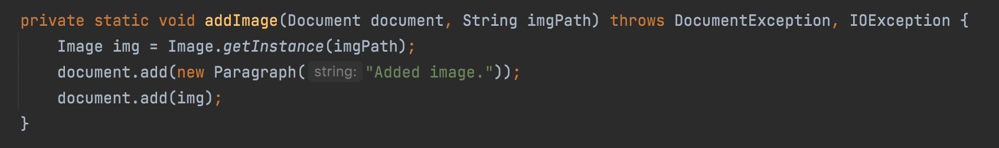 private static void addImage(Document document, String imgPath) throws DocumentException, IOException {
    Image img = Image.getInstance(imgPath);
    document.add(new Paragraph( string: "Added image."));
    document.add(img);
}